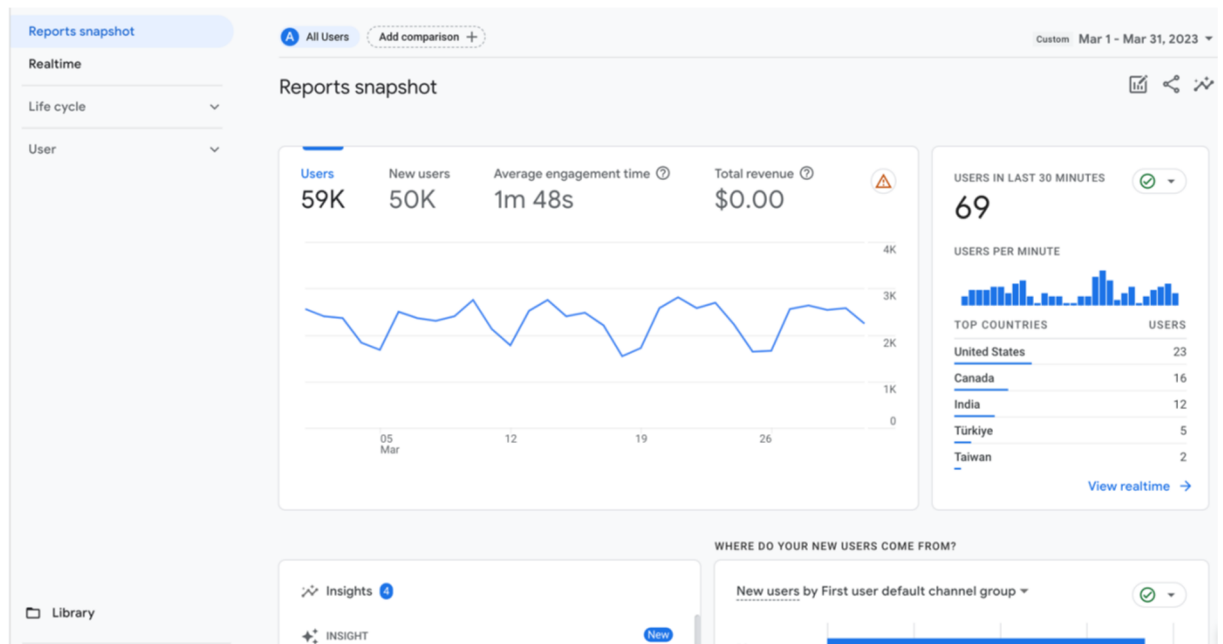 Reports snapshot
Realtime
Life cycle
User
Library
A All Users
Add comparison +
Custom Mar 1 - Mar 31, 2023
Reports snapshot
Users
59K
New users
50K
Average engagement time
1m 48s
Total revenue
$0.00
4K
3K
2K
1K
0
05
Mar
12
19
26
USERS IN LAST 30 MINUTES
69
USERS PER MINUTE
TOP COUNTRIES USERS
United States 23
Canada 16
India 12
Türkiye 5
Taiwan 2
View realtime
Insights 4
INSIGHT New
WHERE DO YOUR NEW USERS COME FROM?
New users by First user default channel group